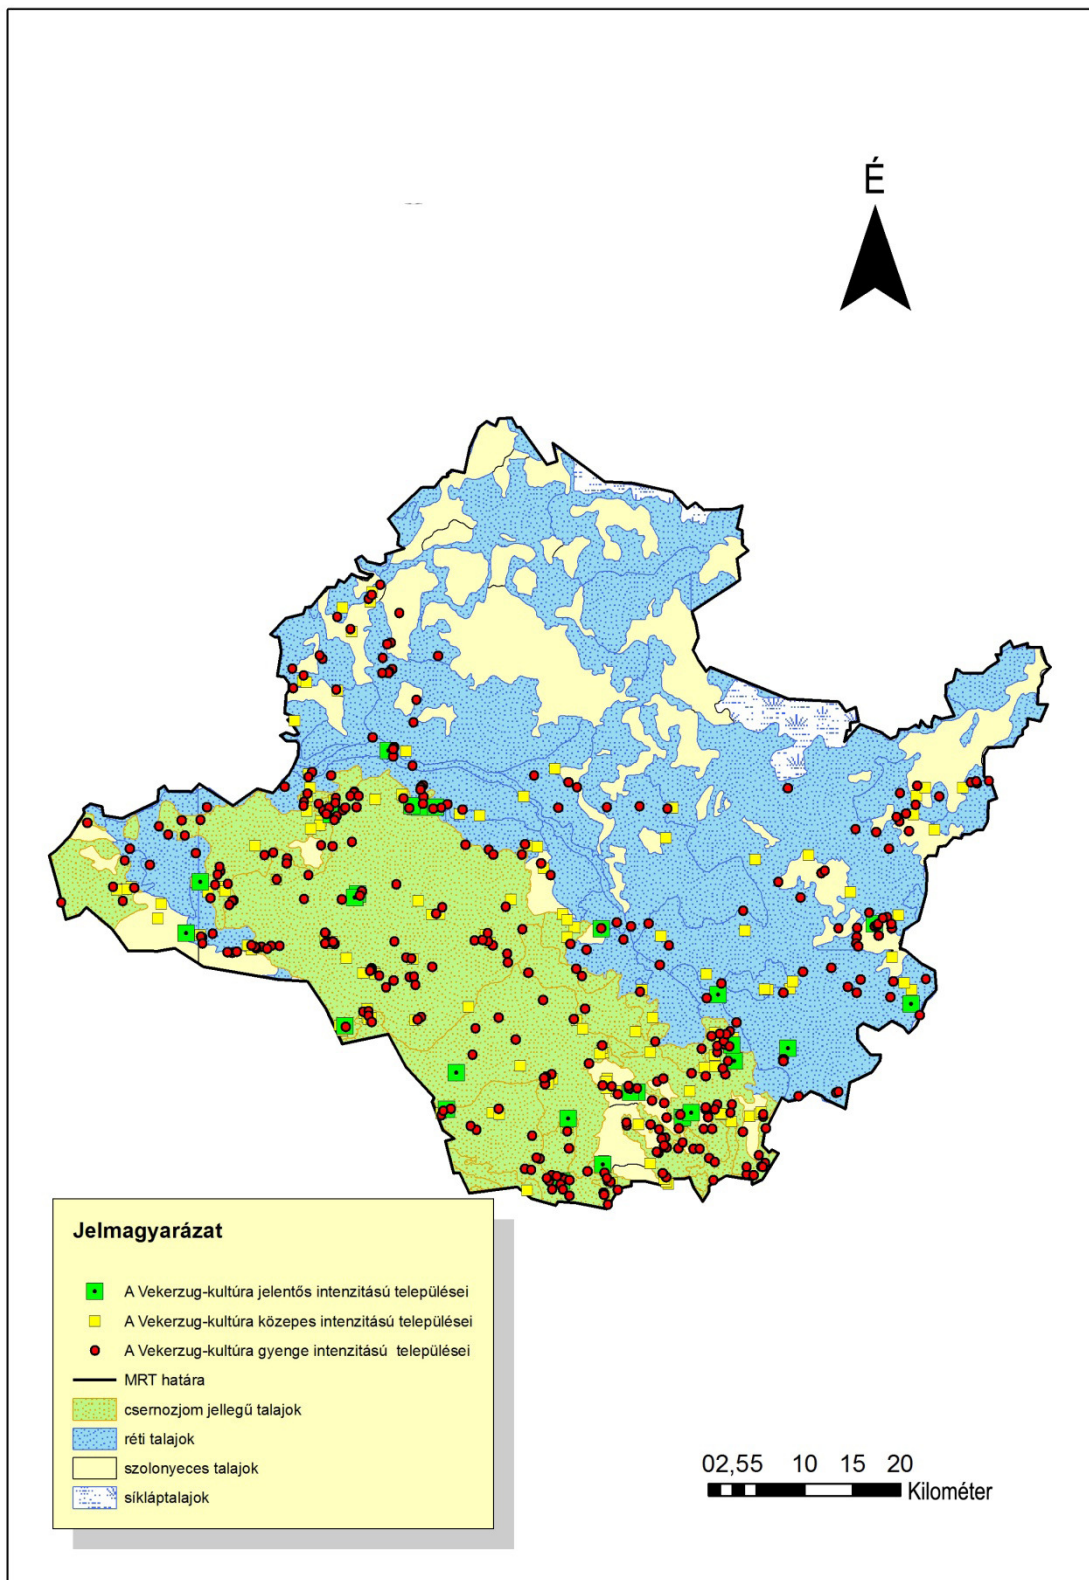 É
Jelmagyarázat
A Vekerzug-kultúra jelentős intenzitású települései
A Vekerzug-kultúra közepes intenzitású települései
A Vekerzug-kultúra gyenge intenzitású települései
MRT határa
csernozjom jellegű talajok
réti talajok
szolonyeces talajok
síkláptalajok
02,55 10 15 20
Kilométer